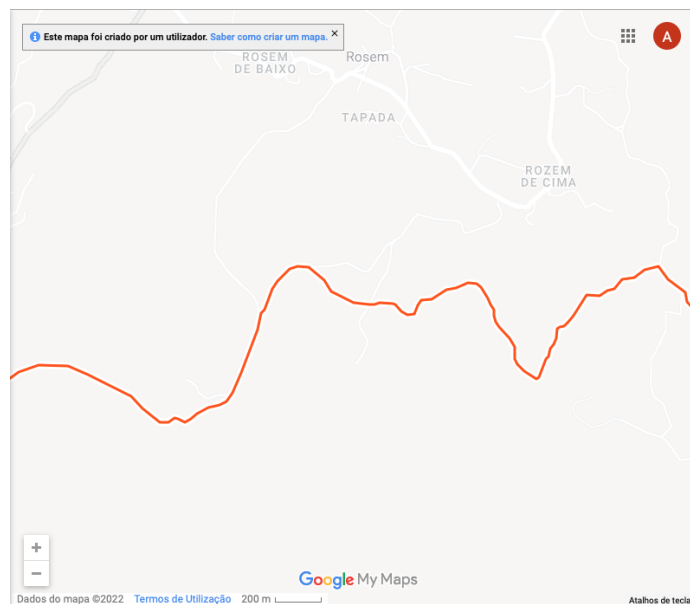 Este mapa foi criado por um utilizador. Saber como criar um mapa. ×
A
ROSEM
DE BAIXO
Rosem
TAPADA
ROZEM
DE CIMA
+
−
Google My Maps
Dados do mapa ©2022 Termos de Utilização 200 m
Atalhos de tecla